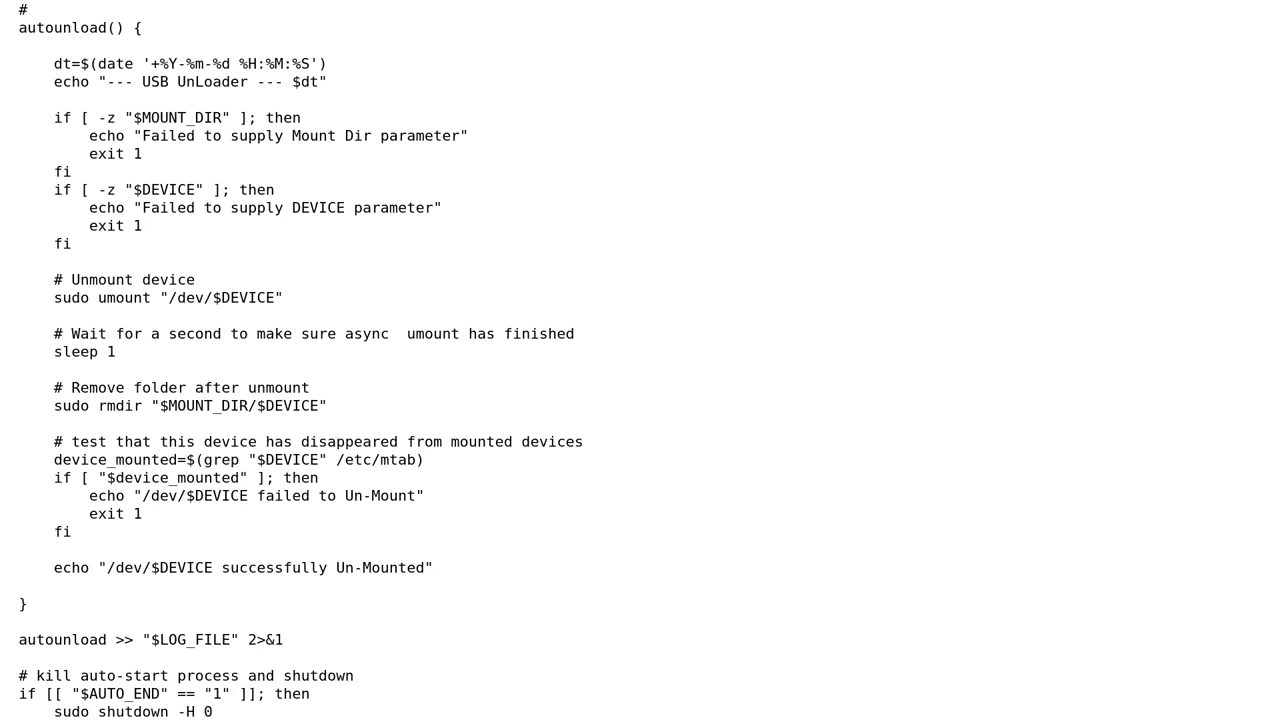 #
autounload() {

    dt=$(date '+%Y-%m-%d %H:%M:%S')
    echo "--- USB UnLoader --- $dt"

    if [ -z "$MOUNT_DIR" ]; then
        echo "Failed to supply Mount Dir parameter"
        exit 1
    fi
    if [ -z "$DEVICE" ]; then
        echo "Failed to supply DEVICE parameter"
        exit 1
    fi

    # Unmount device
    sudo umount "/dev/$DEVICE"

    # Wait for a second to make sure async  umount has finished
    sleep 1

    # Remove folder after unmount
    sudo rmdir "$MOUNT_DIR/$DEVICE"

    # test that this device has disappeared from mounted devices
    device_mounted=$(grep "$DEVICE" /etc/mtab)
    if [ "$device_mounted" ]; then
        echo "/dev/$DEVICE failed to Un-Mount"
        exit 1
    fi

    echo "/dev/$DEVICE successfully Un-Mounted"

}

autounload >> "$LOG_FILE" 2>&1

# kill auto-start process and shutdown
if [[ "$AUTO_END" == "1" ]]; then
    sudo shutdown -H 0